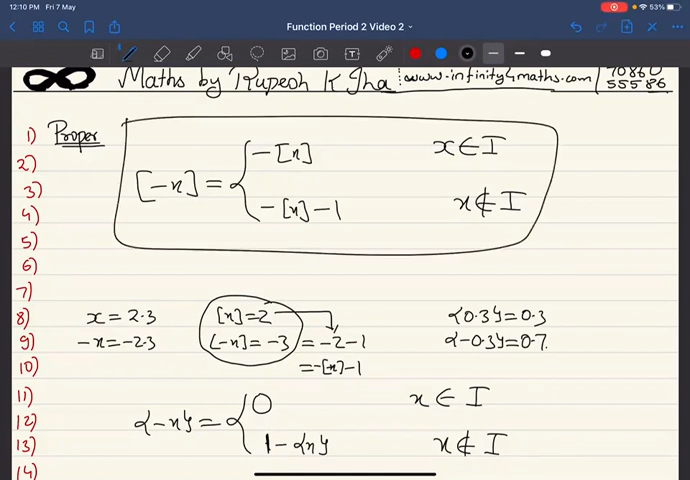 12:10 PM Fri 7 May
53%
Function Period 2 Video 2
Maths by Rupesh K Jha
www.infinity4maths.com
70860
55586
1) Proper
2) [-x] = { -[x] x ∈ I
3)
4) -[x] -1 x ∉ I
5)
6)
7)
8) x = 2.3 [x] = 2 {0.3} = 0.3
9) -x = -2.3 [-x] = -3 = -2-1 {-0.3} = 0.7
10) = -[x]-1
11) 0 x ∈ I
12) {-x} = {
13) 1 - {x} x ∉ I
14)